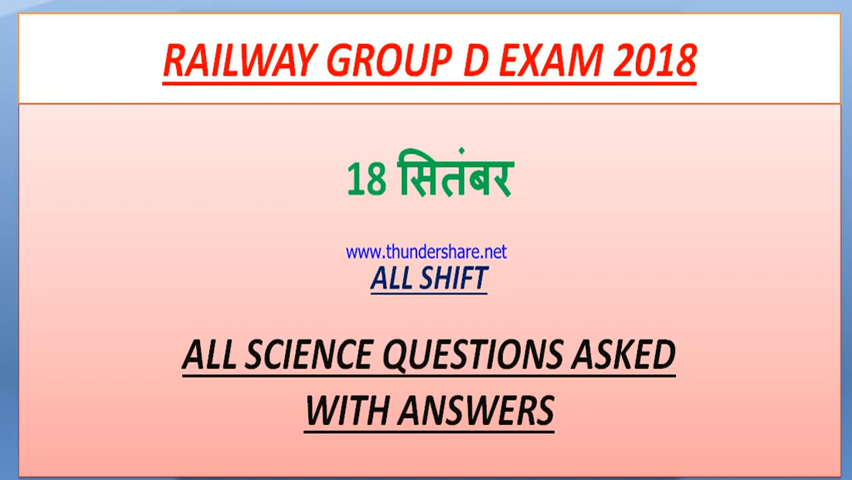 RAILWAY GROUP D EXAM 2018
18 सितंबर
www.thundershare.net
ALL SHIFT
ALL SCIENCE QUESTIONS ASKED
WITH ANSWERS